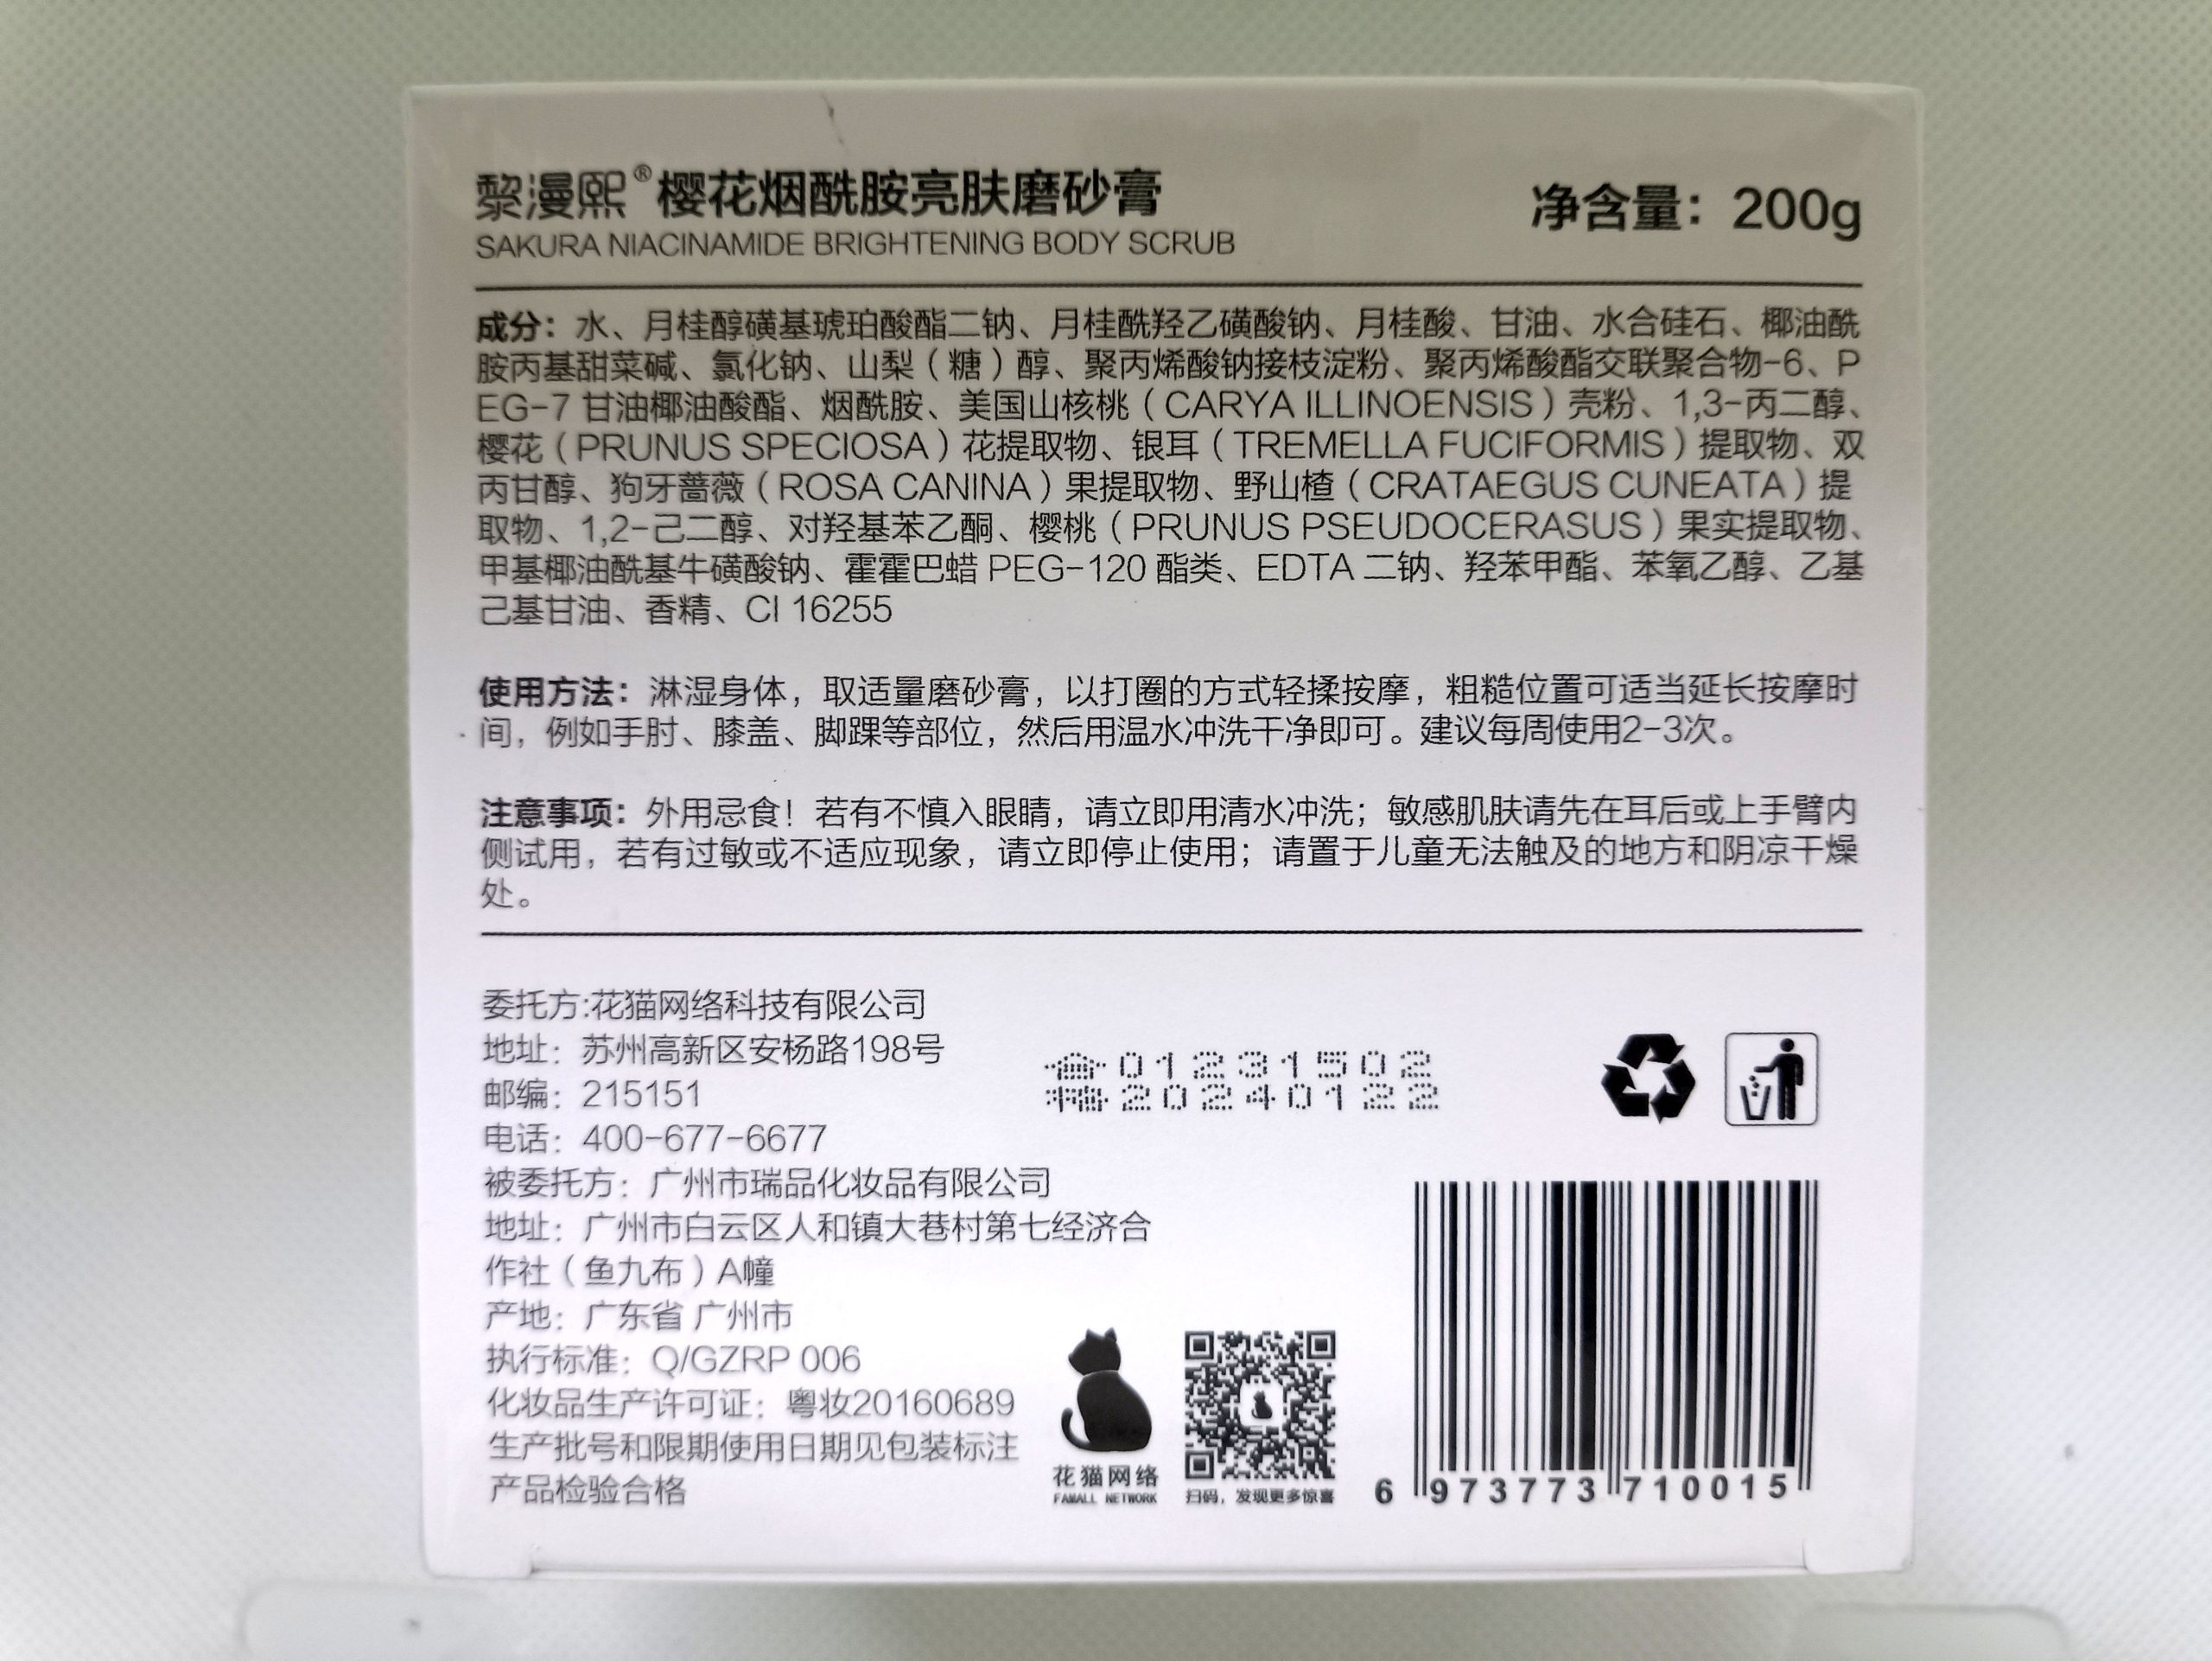 黎漫熙®樱花烟酰胺亮肤磨砂膏
SAKURA NIACINAMIDE BRIGHTENING BODY SCRUB
净含量：200g
成分：水、月桂醇磺基琥珀酸酯二钠、月桂酰羟乙磺酸钠、月桂酸、甘油、水合硅石、椰油酰
胺丙基甜菜碱、氯化钠、山梨（糖）醇、聚丙烯酸钠接枝淀粉、聚丙烯酸酯交联聚合物-6、P
EG-7 甘油椰油酸酯、烟酰胺、美国山核桃（CARYA ILLINOENSIS）壳粉、1,3-丙二醇、
樱花（PRUNUS SPECIOSA）花提取物、银耳（TREMELLA FUCIFORMIS）提取物、双
丙甘醇、狗牙蔷薇（ROSA CANINA）果提取物、野山楂（CRATAEGUS CUNEATA）提
取物、1,2-己二醇、对羟基苯乙酮、樱桃（PRUNUS PSEUDOCERASUS）果实提取物、
甲基椰油酰基牛磺酸钠、霍霍巴蜡 PEG-120 酯类、EDTA 二钠、羟苯甲酯、苯氧乙醇、乙基
己基甘油、香精、CI 16255
使用方法：淋湿身体，取适量磨砂膏，以打圈的方式轻揉按摩，粗糙位置可适当延长按摩时
间，例如手肘、膝盖、脚踝等部位，然后用温水冲洗干净即可。建议每周使用2-3次。
注意事项：外用忌食！若有不慎入眼睛，请立即用清水冲洗；敏感肌肤请先在耳后或上手臂内
侧试用，若有过敏或不适应现象，请立即停止使用；请置于儿童无法触及的地方和阴凉干燥
处。
委托方:花猫网络科技有限公司
地址：苏州高新区安杨路198号
邮编：215151
电话：400-677-6677
被委托方：广州市瑞品化妆品有限公司
地址：广州市白云区人和镇大巷村第七经济合
作社（鱼九布）A幢
产地：广东省 广州市
执行标准：Q/GZRP 006
化妆品生产许可证：粤妆20160689
生产批号和限期使用日期见包装标注
产品检验合格
01231502
20240122
花猫网络
FAMALL NETWORK
扫码，发现更多惊喜
6 973773 710015